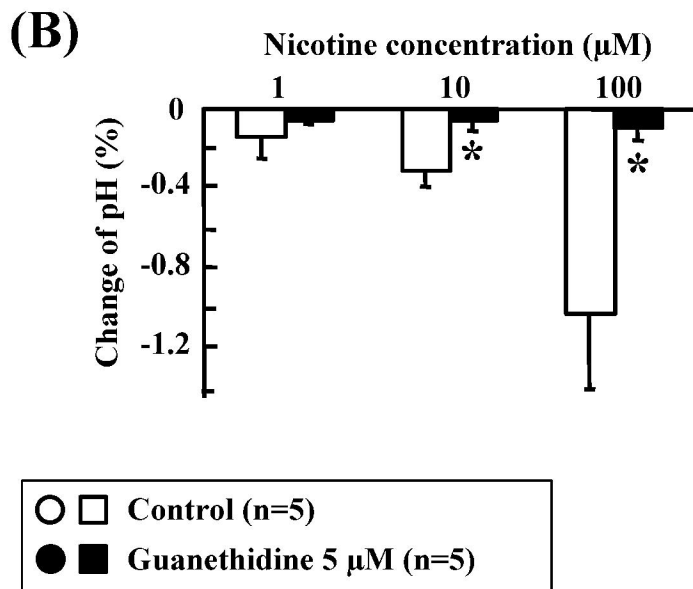 (B)
Nicotine concentration (μM)
1 10 100
Change of pH (%)
0
-0.4
-0.8
-1.2
*
*
Control (n=5)
Guanethidine 5 μM (n=5)